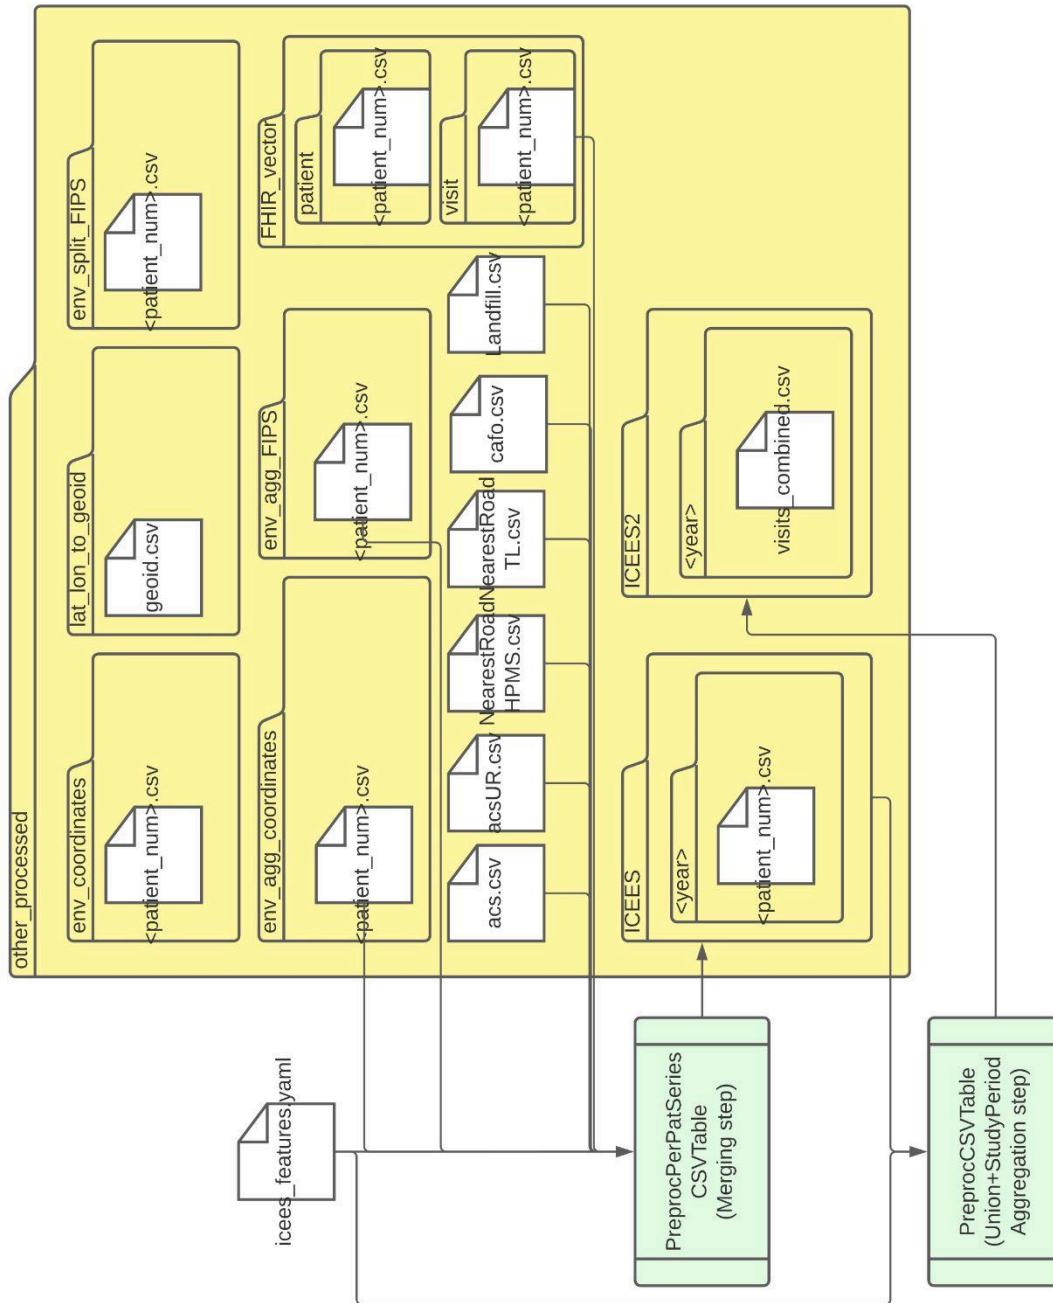 other_processed
env_coordinates
<patient_num>.csv
lat_lon_to_geoid
geoid.csv
env_split_FIPS
<patient_num>.csv
env_agg_coordinates
<patient_num>.csv
env_agg_FIPS
<patient_num>.csv
FHIR_vector
patient
<patient_num>.csv
visit
<patient_num>.csv
acs.csv
acsUR.csv
NearestRoad
HPMS.csv
NearestRoad
TL.csv
cafo.csv
Landfill.csv
icees_features.yaml
ICEES
<year>
<patient_num>.csv
ICEES2
<year>
visits_combined.csv
PreprocPerPatSeries
CSVTable
(Merging step)
PreprocCSVTable
(Union+StudyPeriod
Aggregation step)